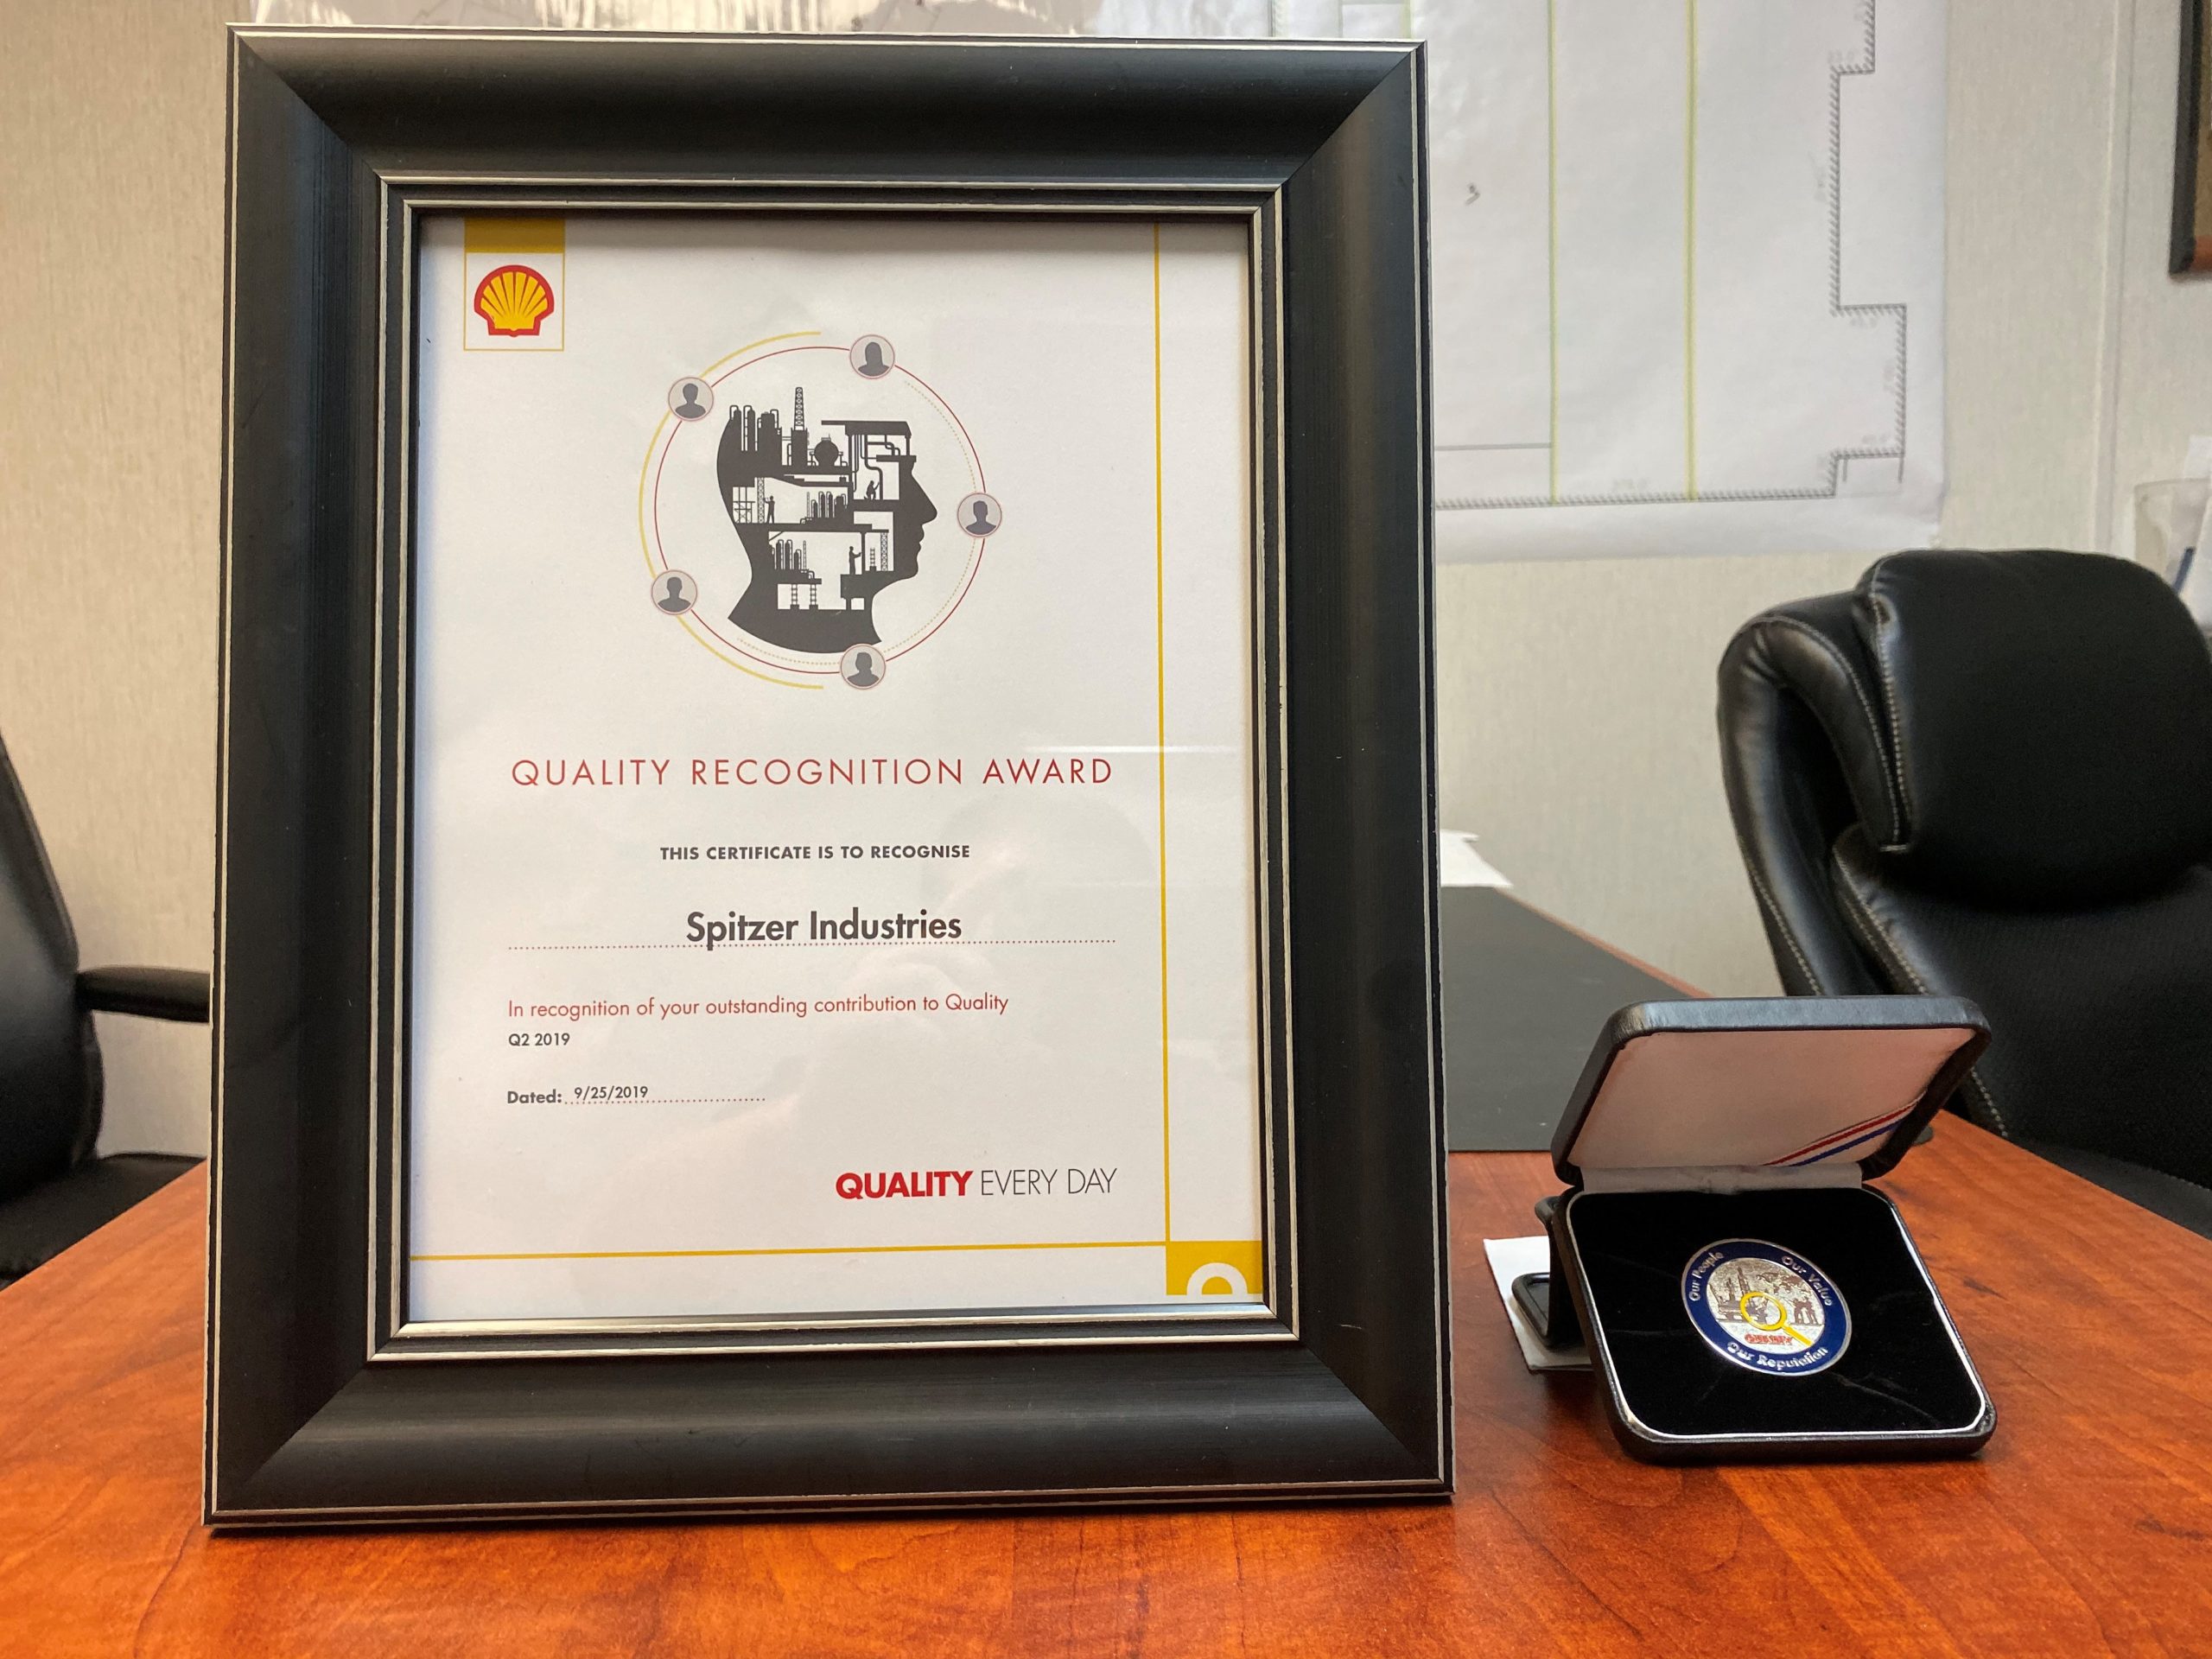 QUALITY RECOGNITION AWARD
THIS CERTIFICATE IS TO RECOGNISE
Spitzer Industries
In recognition of your outstanding contribution to Quality
Q2 2019
Dated: 9/25/2019
QUALITY EVERY DAY
Our People
Our Value
QUALITY
Our Reputation